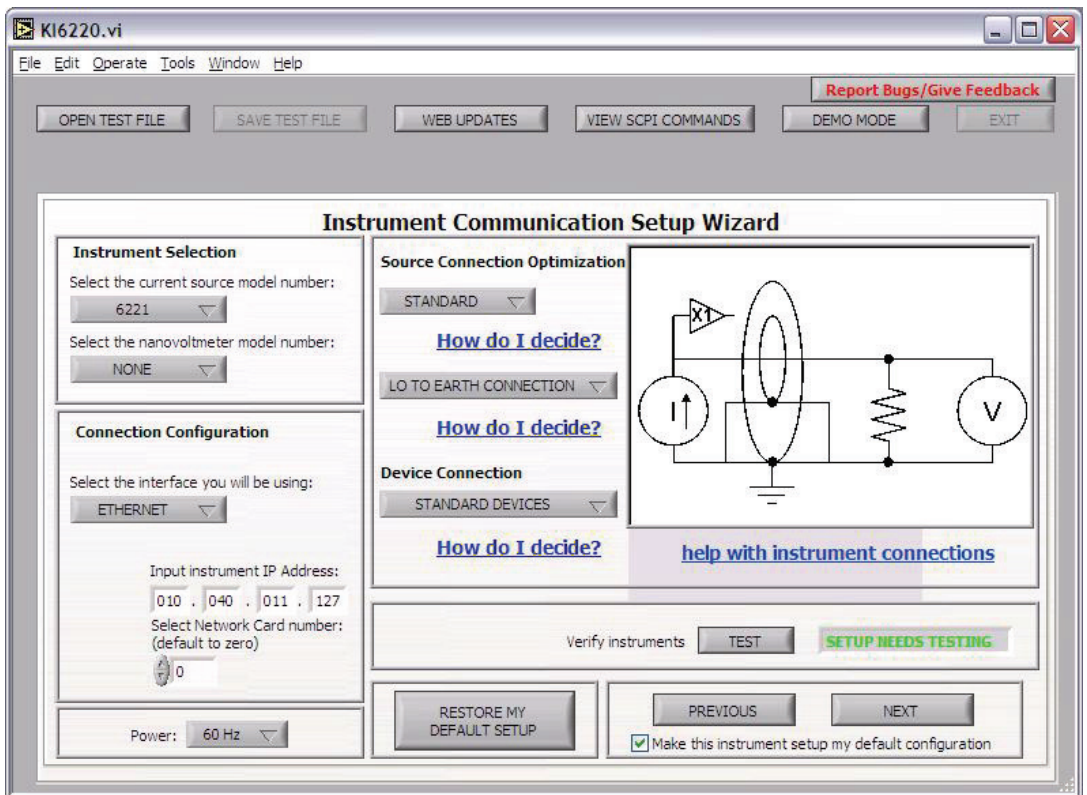 KI6220.vi
File Edit Operate Tools Window Help
Report Bugs/Give Feedback
OPEN TEST FILE SAVE TEST FILE WEB UPDATES VIEW SCPI COMMANDS DEMO MODE EXIT
Instrument Communication Setup Wizard
Instrument Selection
Select the current source model number:
6221
Select the nanovoltmeter model number:
NONE
Connection Configuration
Select the interface you will be using:
ETHERNET
Input instrument IP Address:
010 . 040 . 011 . 127
Select Network Card number:
(default to zero)
0
Power: 60 Hz
Source Connection Optimization
STANDARD
How do I decide?
LO TO EARTH CONNECTION
How do I decide?
Device Connection
STANDARD DEVICES
How do I decide?
X1
I
V
help with instrument connections
Verify instruments TEST SETUP NEEDS TESTING
RESTORE MY
DEFAULT SETUP
PREVIOUS NEXT
Make this instrument setup my default configuration